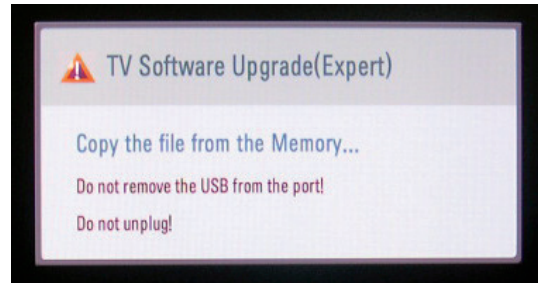 TV Software Upgrade(Expert)
Copy the file from the Memory...
Do not remove the USB from the port!
Do not unplug!